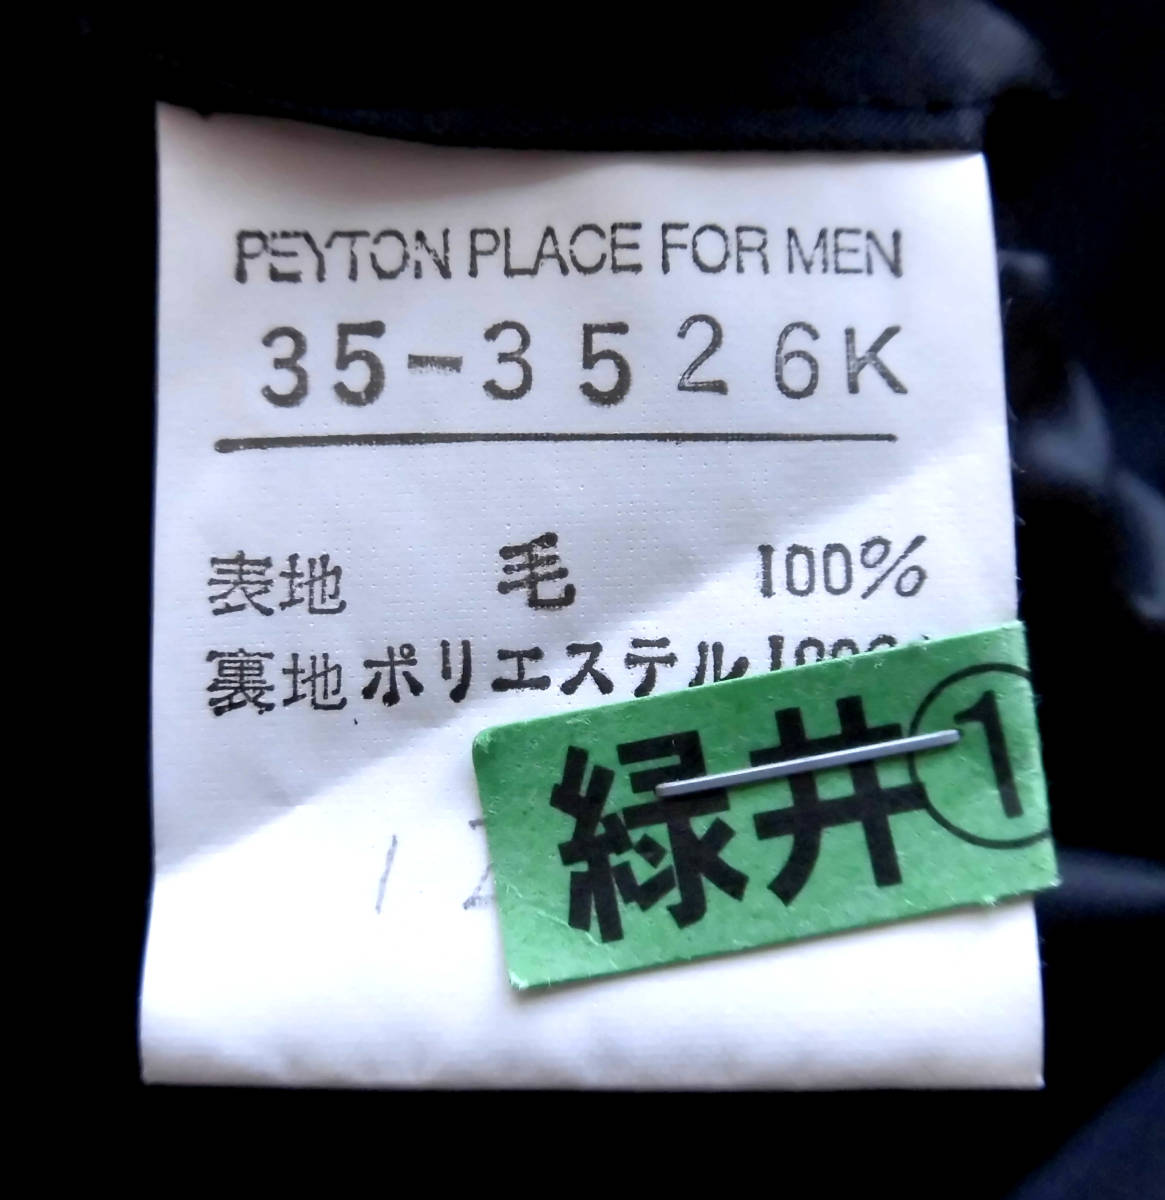 PEYTON PLACE FOR MEN
35-3526K
表地 毛 100%
裏地 ポリエステル
緑井 ①